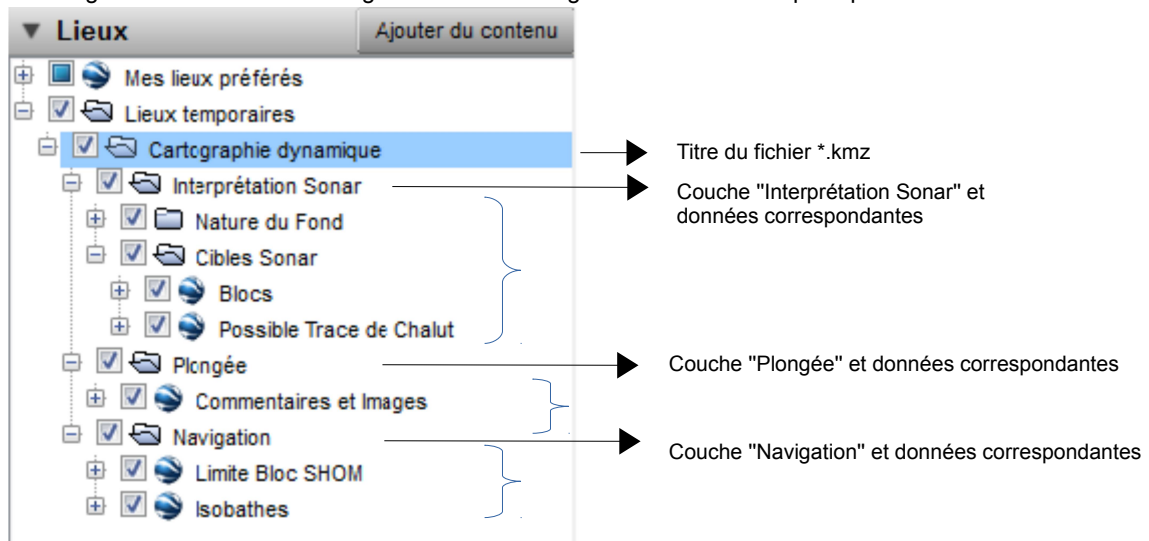 Lieux
Ajouter du contenu
Mes lieux préférés
Lieux temporaires
Cartographie dynamique
Titre du fichier *.kmz
Interprétation Sonar
Couche "Interprétation Sonar" et
données correspondantes
Nature du Fond
Cibles Sonar
Blocs
Possible Trace de Chalut
Plongée
Couche "Plongée" et données correspondantes
Commentaires et Images
Navigation
Couche "Navigation" et données correspondantes
Limite Bloc SHOM
Isobathes